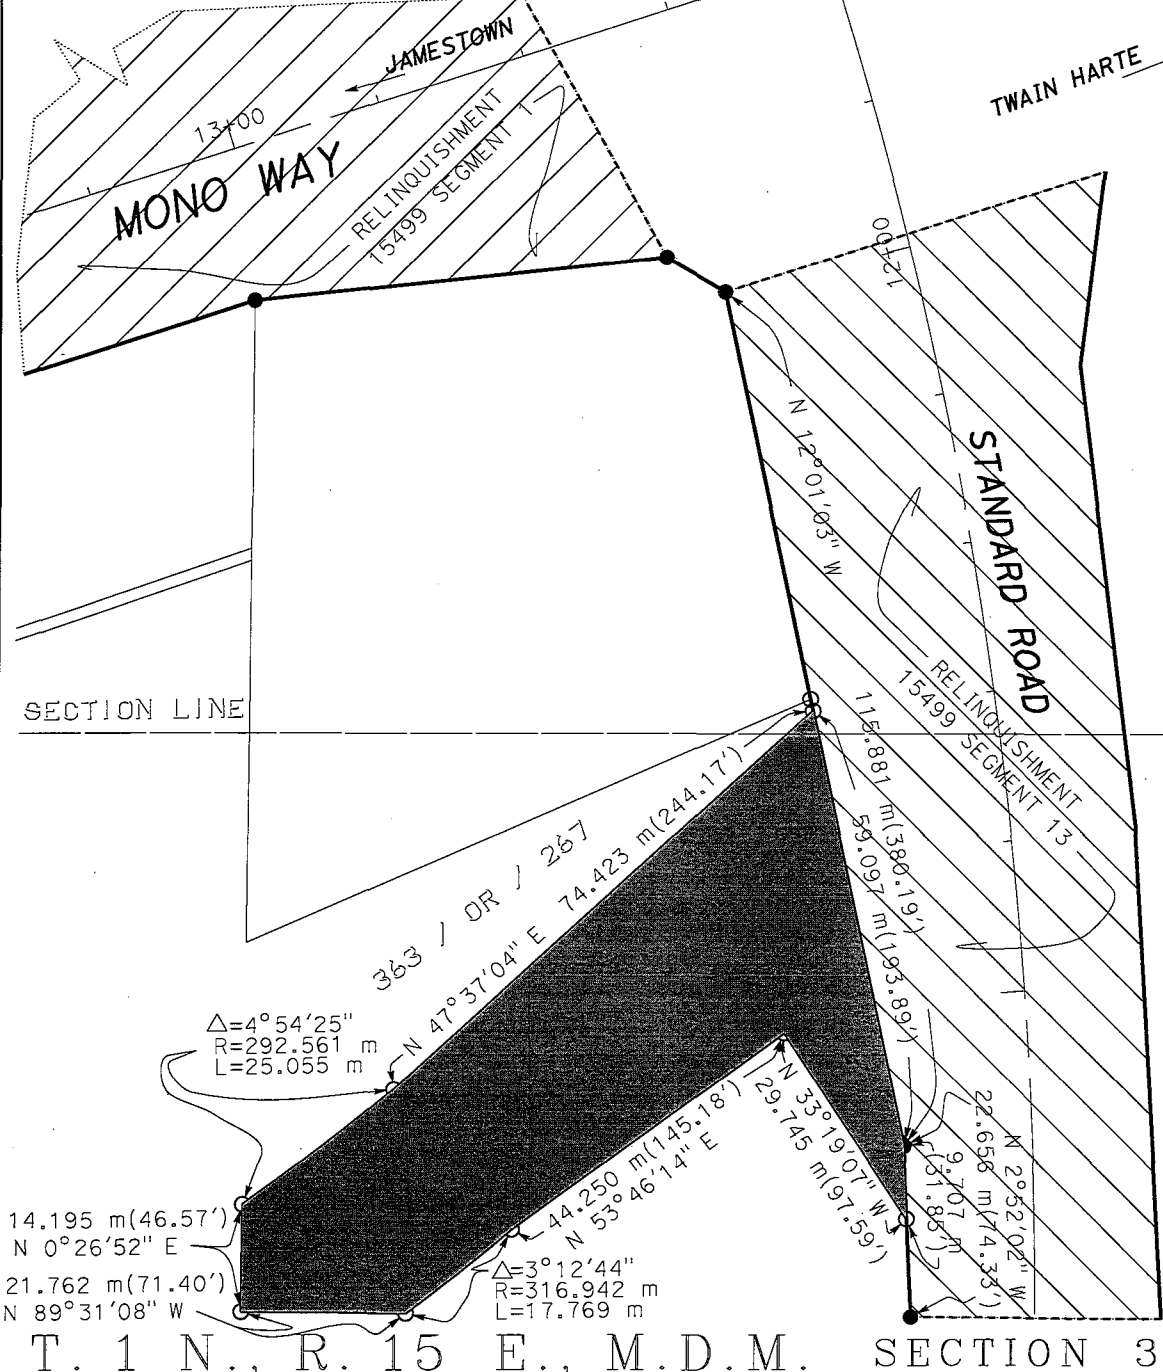 JAMESTOWN
TWAIN HARTE
13+00
MONO WAY
RELINQUISHMENT
15499 SEGMENT 1
12+00
N 12°01'03" W
STANDARD ROAD
RELINQUISHMENT
15499 SEGMENT 13
SECTION LINE
115.881 m(380.19')
59.097 m(193.89')
363 / OR / 267
N 47°37'04" E 74.423 m(244.17')
Δ=4°54'25"
R=292.561 m
L=25.055 m
N 33°19'07" W
29.745 m(97.59')
44.250 m(145.18')
N 53°46'14" E
N 2°52'02" W
22.656 m(74.33')
9.707 m
(31.85')
14.195 m(46.57')
N 0°26'52" E
21.762 m(71.40')
N 89°31'08" W
Δ=3°12'44"
R=316.942 m
L=17.769 m
T. 1 N., R. 15 E., M.D.M. SECTION 3